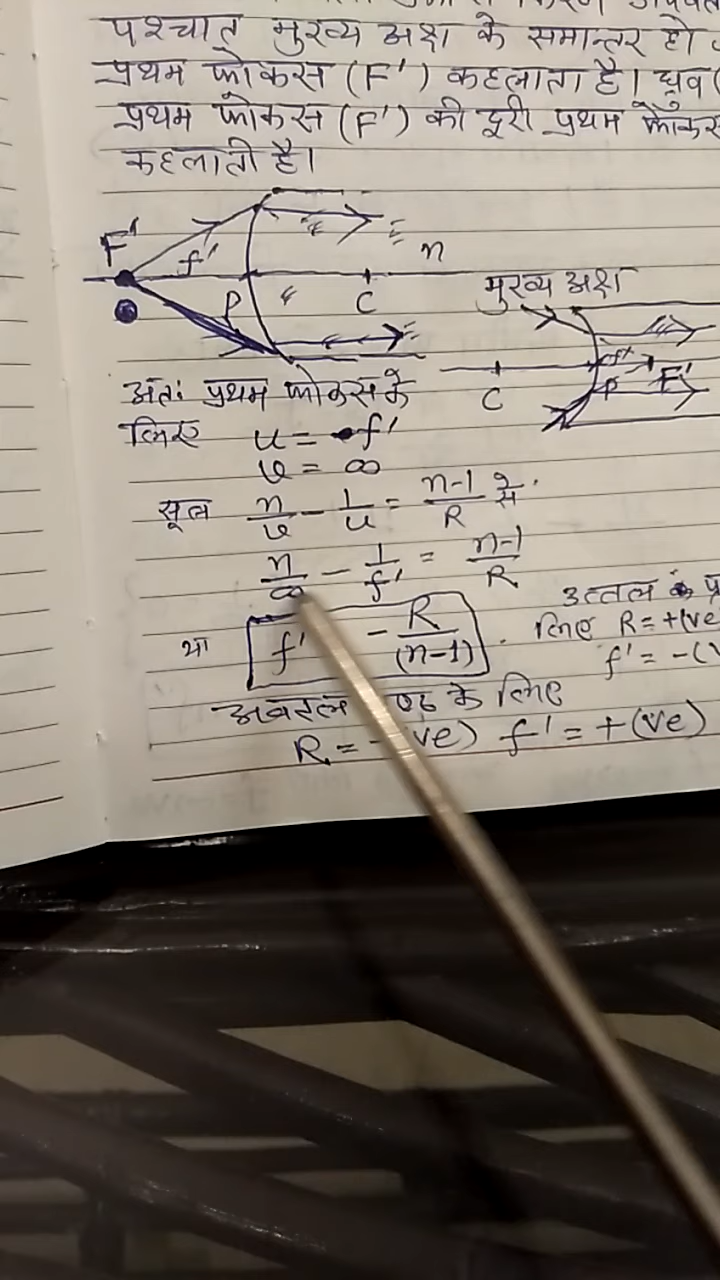 पश्चात् मुख्य अक्ष के समान्तर हो
प्रथम फोकस (F') कहलाता है। ध्रुव (
प्रथम फोकस (F') की दूरी प्रथम फोकस
कहलाती है।
F' f' P C n
मुख्य अक्ष
C P F'
अतः प्रथम फोकस के
लिए u = f'
v = ∞
सूत्र n/v - 1/u = (n-1)/R से
n/∞ - 1/f' = (n-1)/R
या f' - R/(n-1)
उत्तल के पृ
लिए R = +(ve
f' = -(v
अवतल के लिए
R = - ve) f' = +(ve)